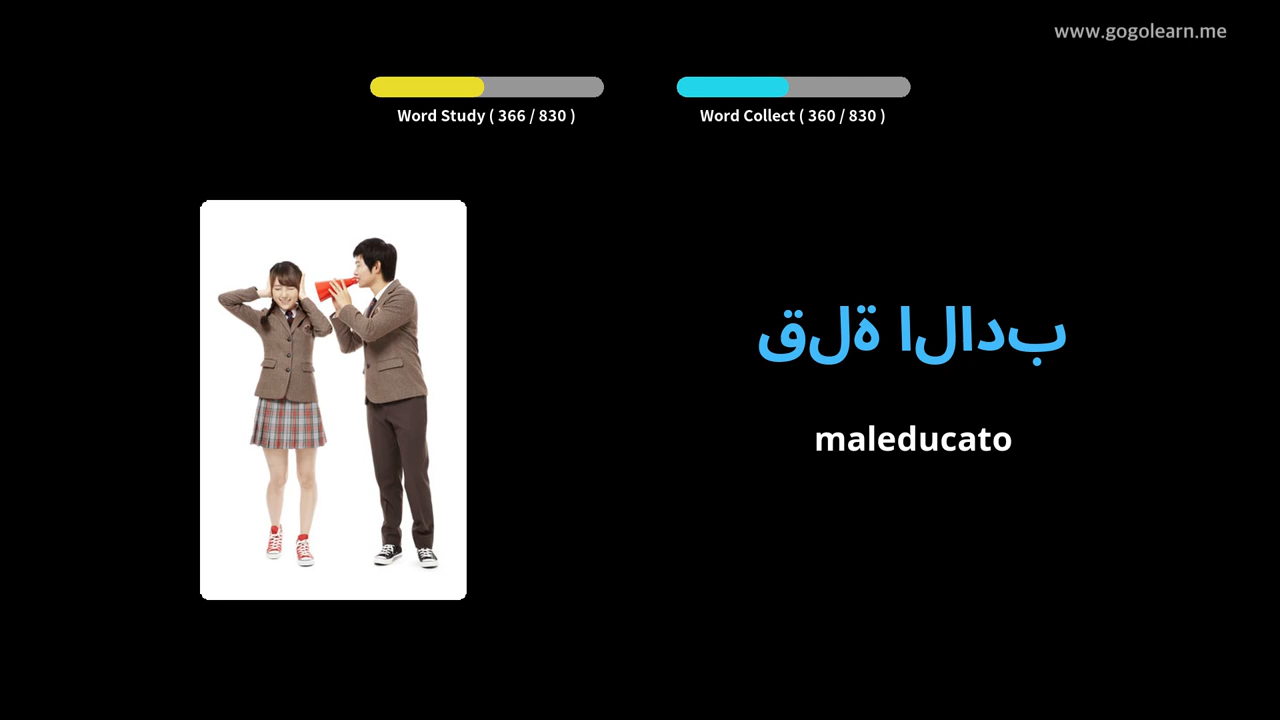 www.gogolearn.me
Word Study ( 366 / 830 )
Word Collect ( 360 / 830 )
قلة الادب
maleducato